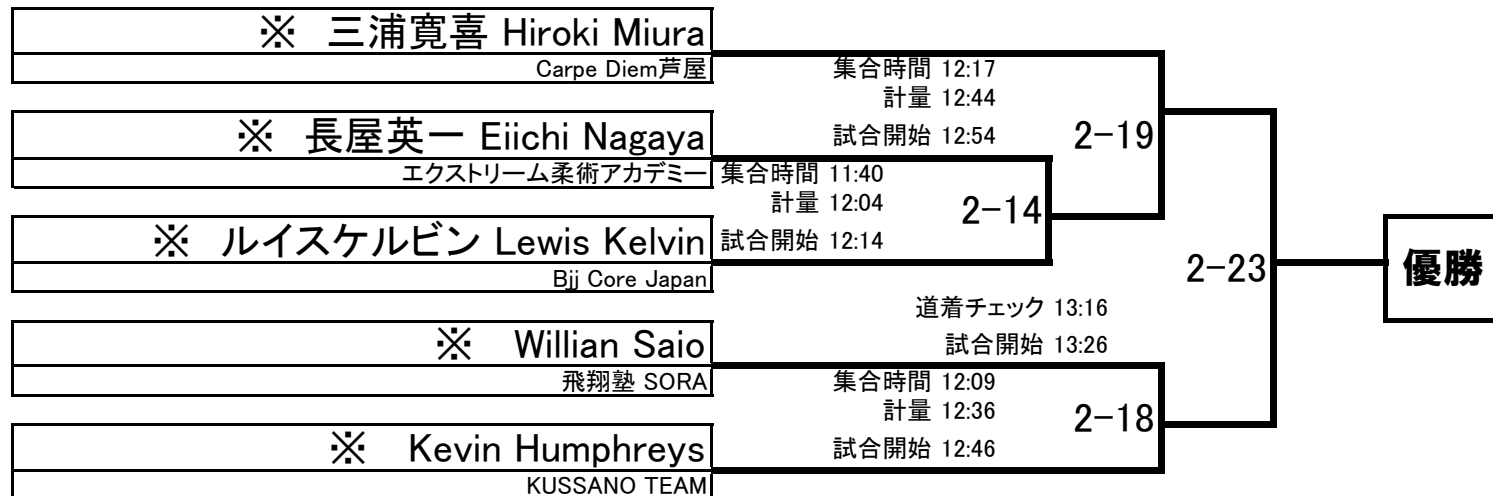 ※ 三浦寛喜 Hiroki Miura
Carpe Diem芦屋
集合時間 12:17
計量 12:44
試合開始 12:54
2-19
※ 長屋英一 Eiichi Nagaya
エクストリーム柔術アカデミー
集合時間 11:40
計量 12:04
試合開始 12:14
2-14
※ ルイスケルビン Lewis Kelvin
Bjj Core Japan
2-23
優勝
道着チェック 13:16
試合開始 13:26
※ Willian Saio
飛翔塾 SORA
集合時間 12:09
計量 12:36
試合開始 12:46
2-18
※ Kevin Humphreys
KUSSANO TEAM